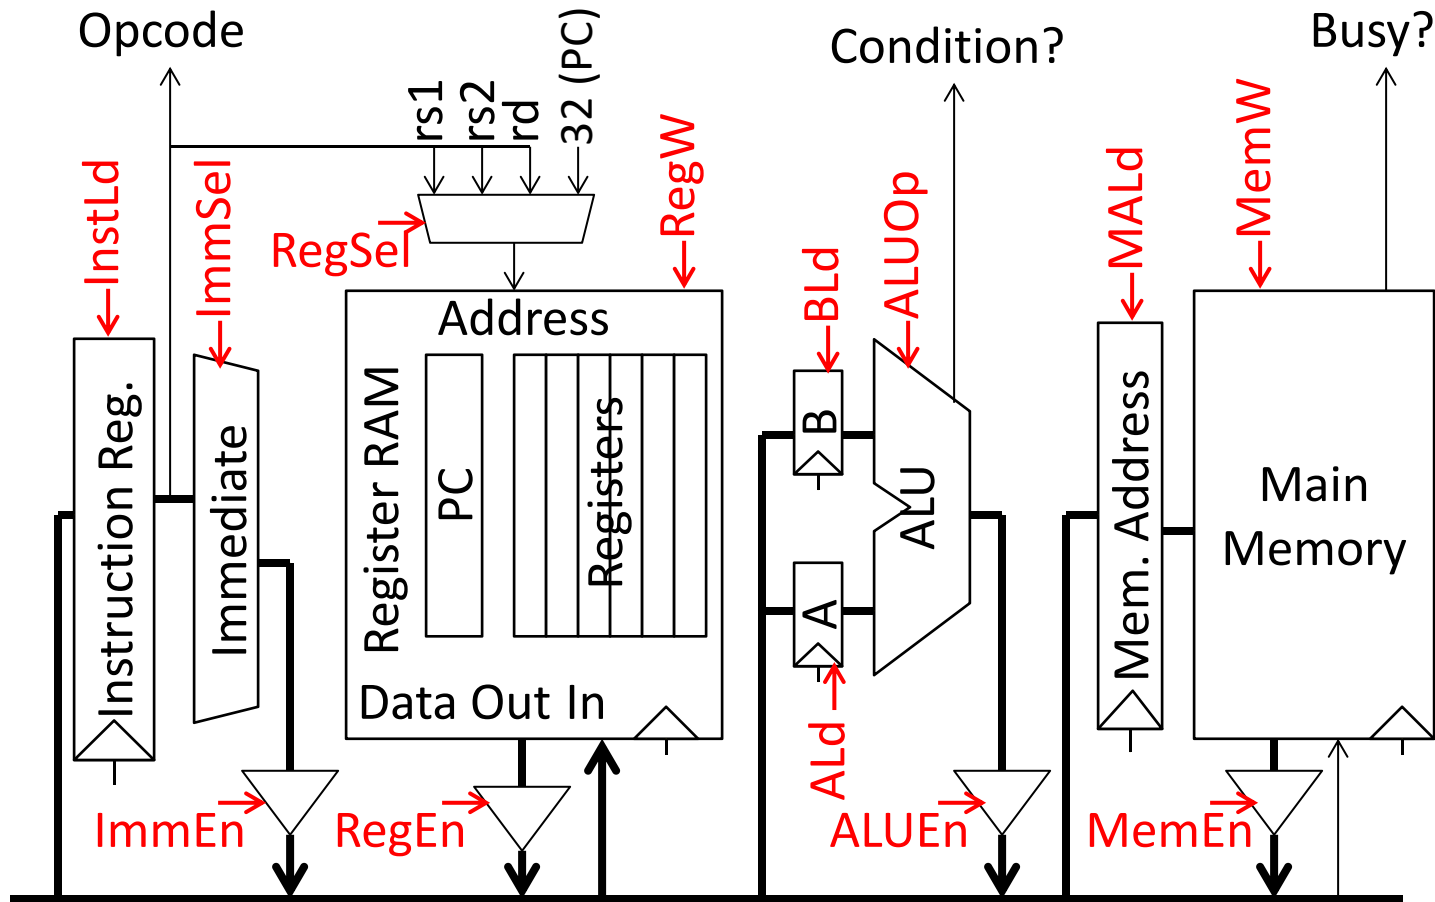 Opcode
Condition?
Busy?
rs1
rs2
rd
32 (PC)
InstLd
ImmSel
RegSel
RegW
BLd
ALUOp
MALd
MemW
Address
Instruction Reg.
Immediate
Register RAM
PC
Registers
B
A
ALU
Mem. Address
Main
Memory
Data Out In
ALd
ImmEn
RegEn
ALUEn
MemEn